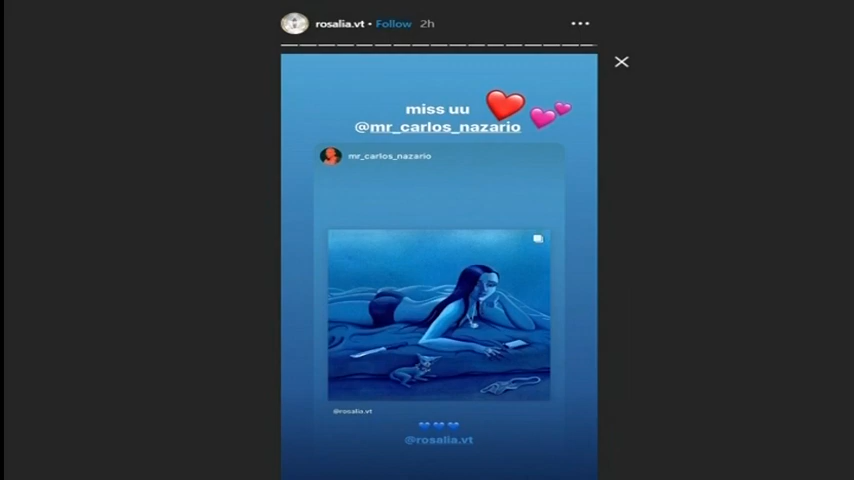 rosalia.vt • Follow 2h
miss uu
@mr_carlos_nazario
mr_carlos_nazario
@rosalia.vt
@rosalia.vt